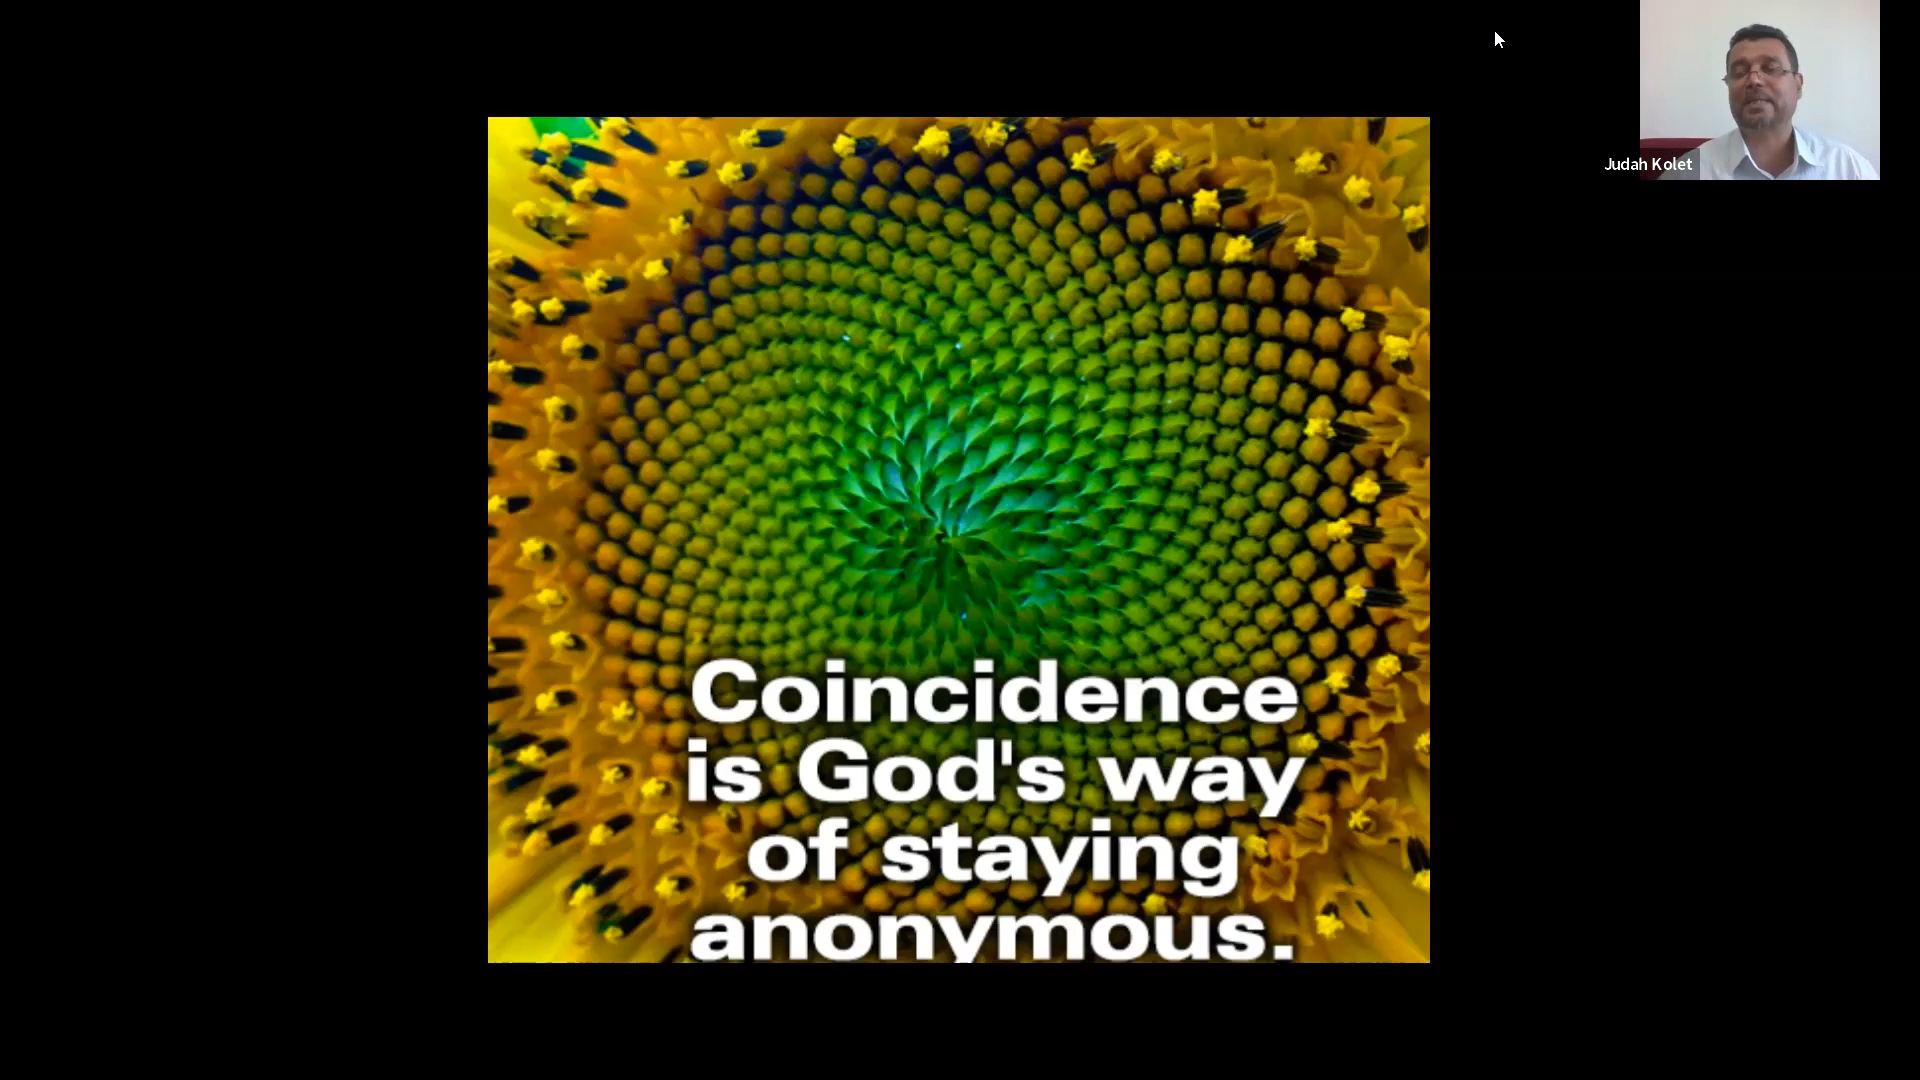 Judah Kolet
Coincidence
is God's way
of staying
anonymous.